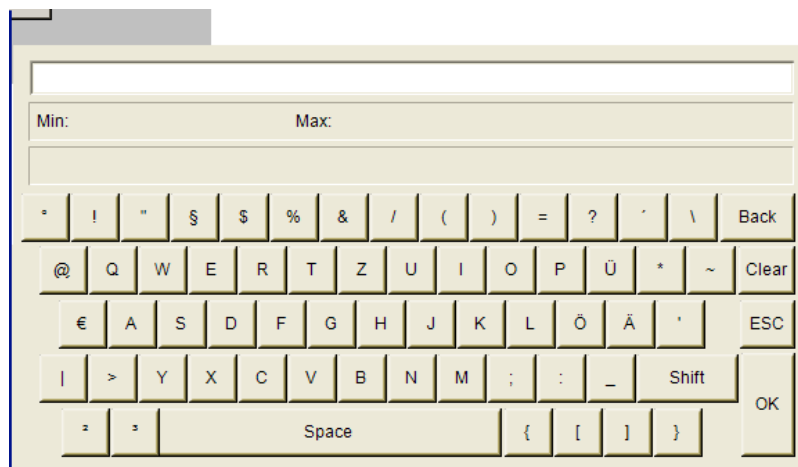 Min: Max:
° ! " § $ % & / ( ) = ? ´ \ Back
@ Q W E R T Z U I O P Ü * ~ Clear
€ A S D F G H J K L Ö Ä ' ESC
| > Y X C V B N M ; : _ Shift
OK
² ³ Space { [ ] }